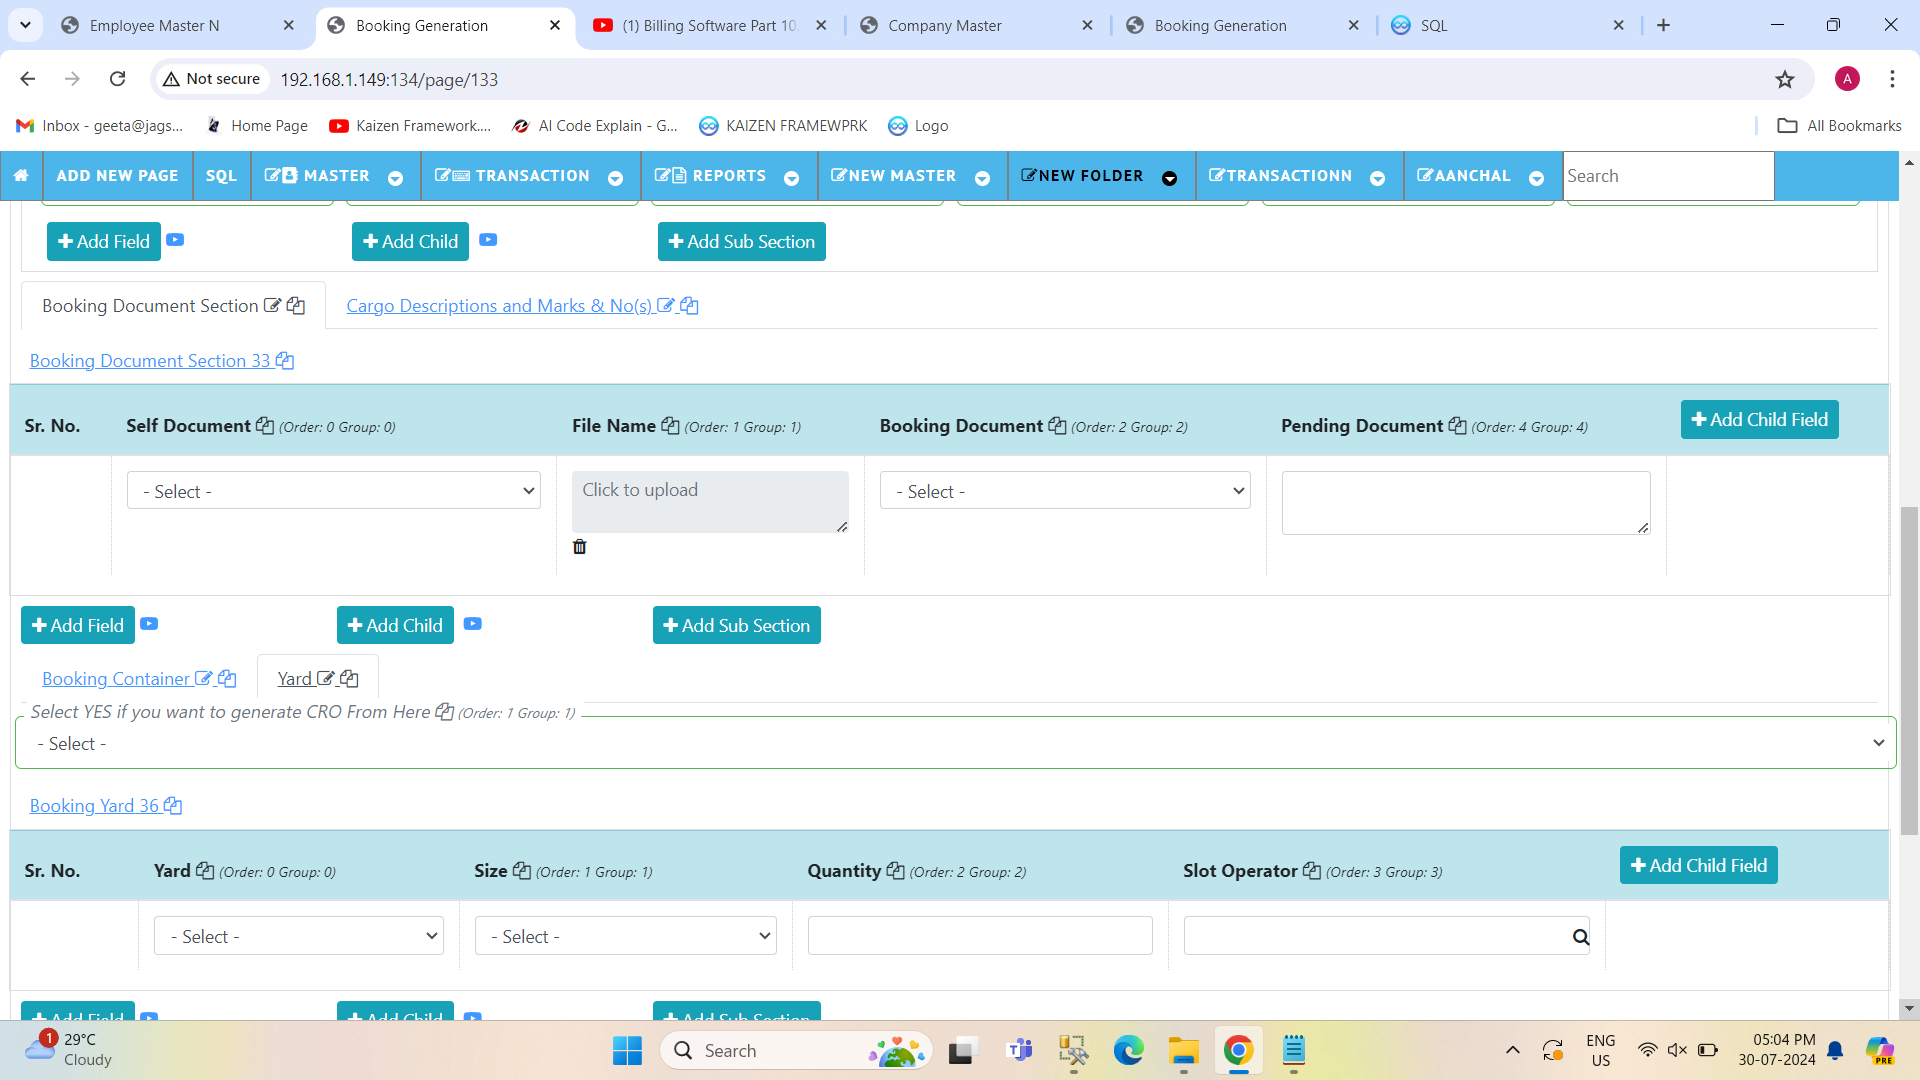 Employee Master N
Booking Generation
(1) Billing Software Part 10
Company Master
Booking Generation
SQL
Not secure
192.168.1.149:134/page/133
A
Inbox - geeta@jags...
Home Page
Kaizen Framework....
AI Code Explain - G...
KAIZEN FRAMEWPRK
Logo
All Bookmarks
ADD NEW PAGE
SQL
MASTER
TRANSACTION
REPORTS
NEW MASTER
NEW FOLDER
TRANSACTIONN
AANCHAL
Search
Add Field
Add Child
Add Sub Section
Booking Document Section
Cargo Descriptions and Marks & No(s)
Booking Document Section 33
Sr. No.
Self Document (Order: 0 Group: 0)
File Name (Order: 1 Group: 1)
Booking Document (Order: 2 Group: 2)
Pending Document (Order: 4 Group: 4)
Add Child Field
- Select -
Click to upload
- Select -
Add Field
Add Child
Add Sub Section
Booking Container
Yard
Select YES if you want to generate CRO From Here (Order: 1 Group: 1)
- Select -
Booking Yard 36
Sr. No.
Yard (Order: 0 Group: 0)
Size (Order: 1 Group: 1)
Quantity (Order: 2 Group: 2)
Slot Operator (Order: 3 Group: 3)
Add Child Field
- Select -
- Select -
Add Field
Add Child
Add Sub Section
1
29°C
Cloudy
Search
ENG
US
05:04 PM
30-07-2024
PRE